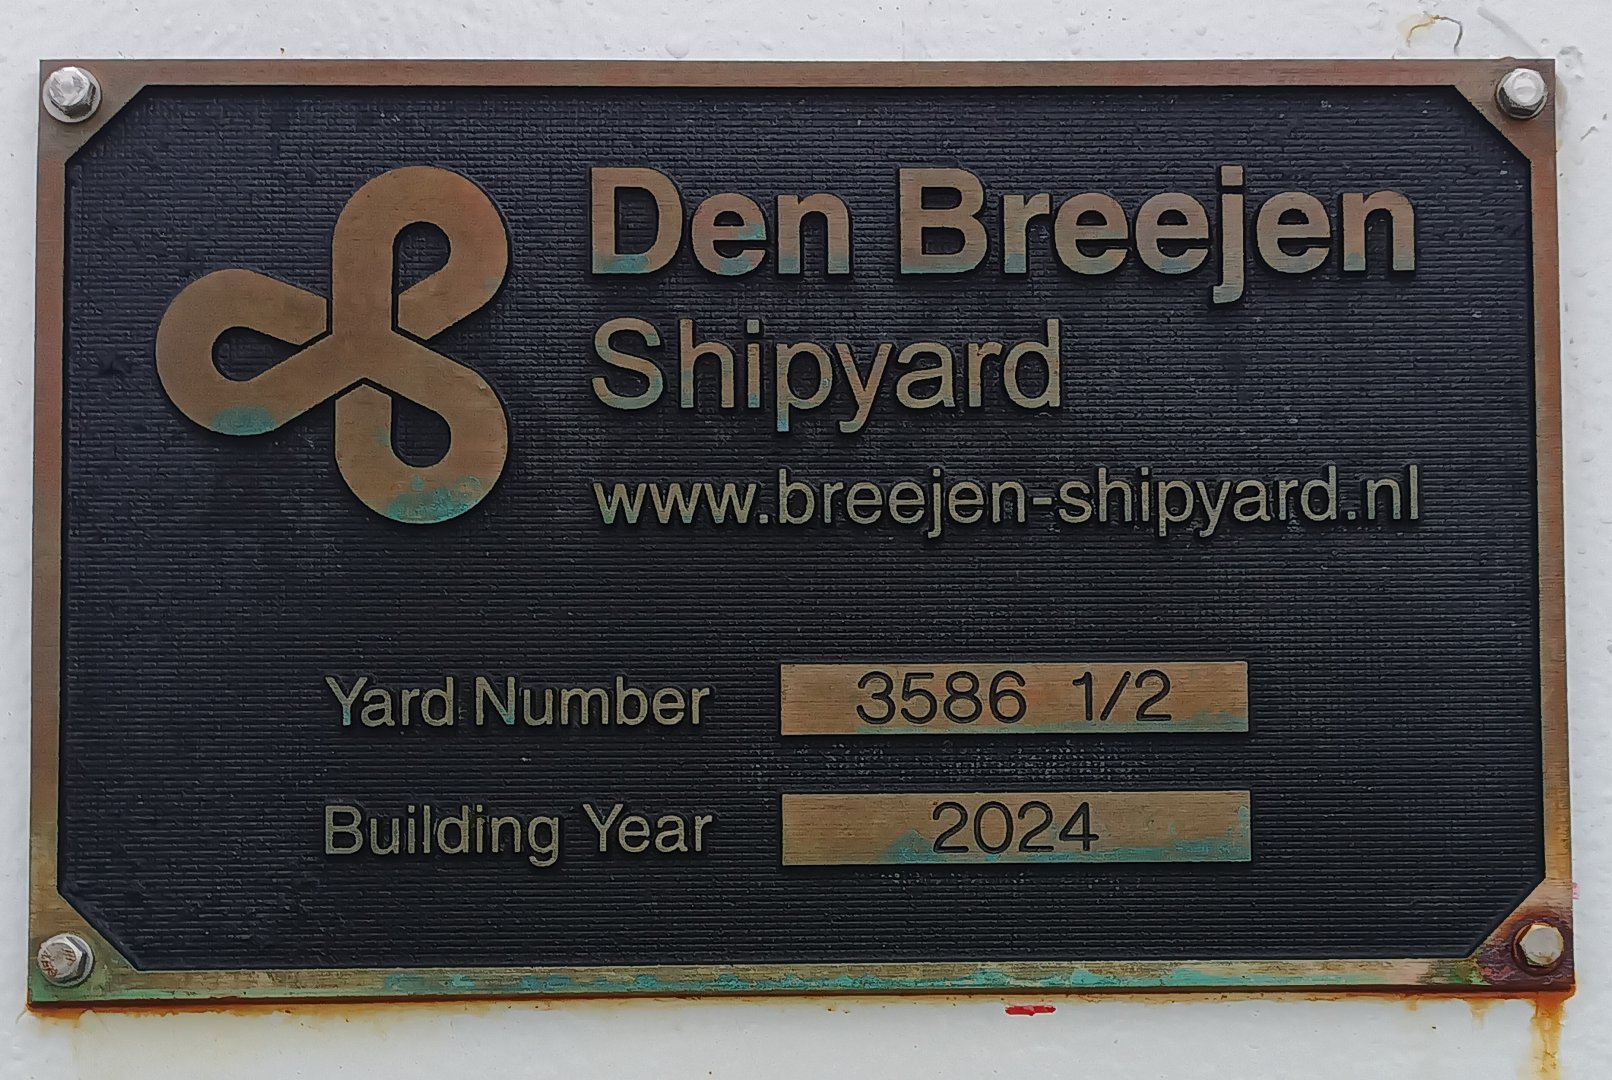 Den Breejen
Shipyard
www.breejen-shipyard.nl
Yard Number 3586 1/2
Building Year 2024